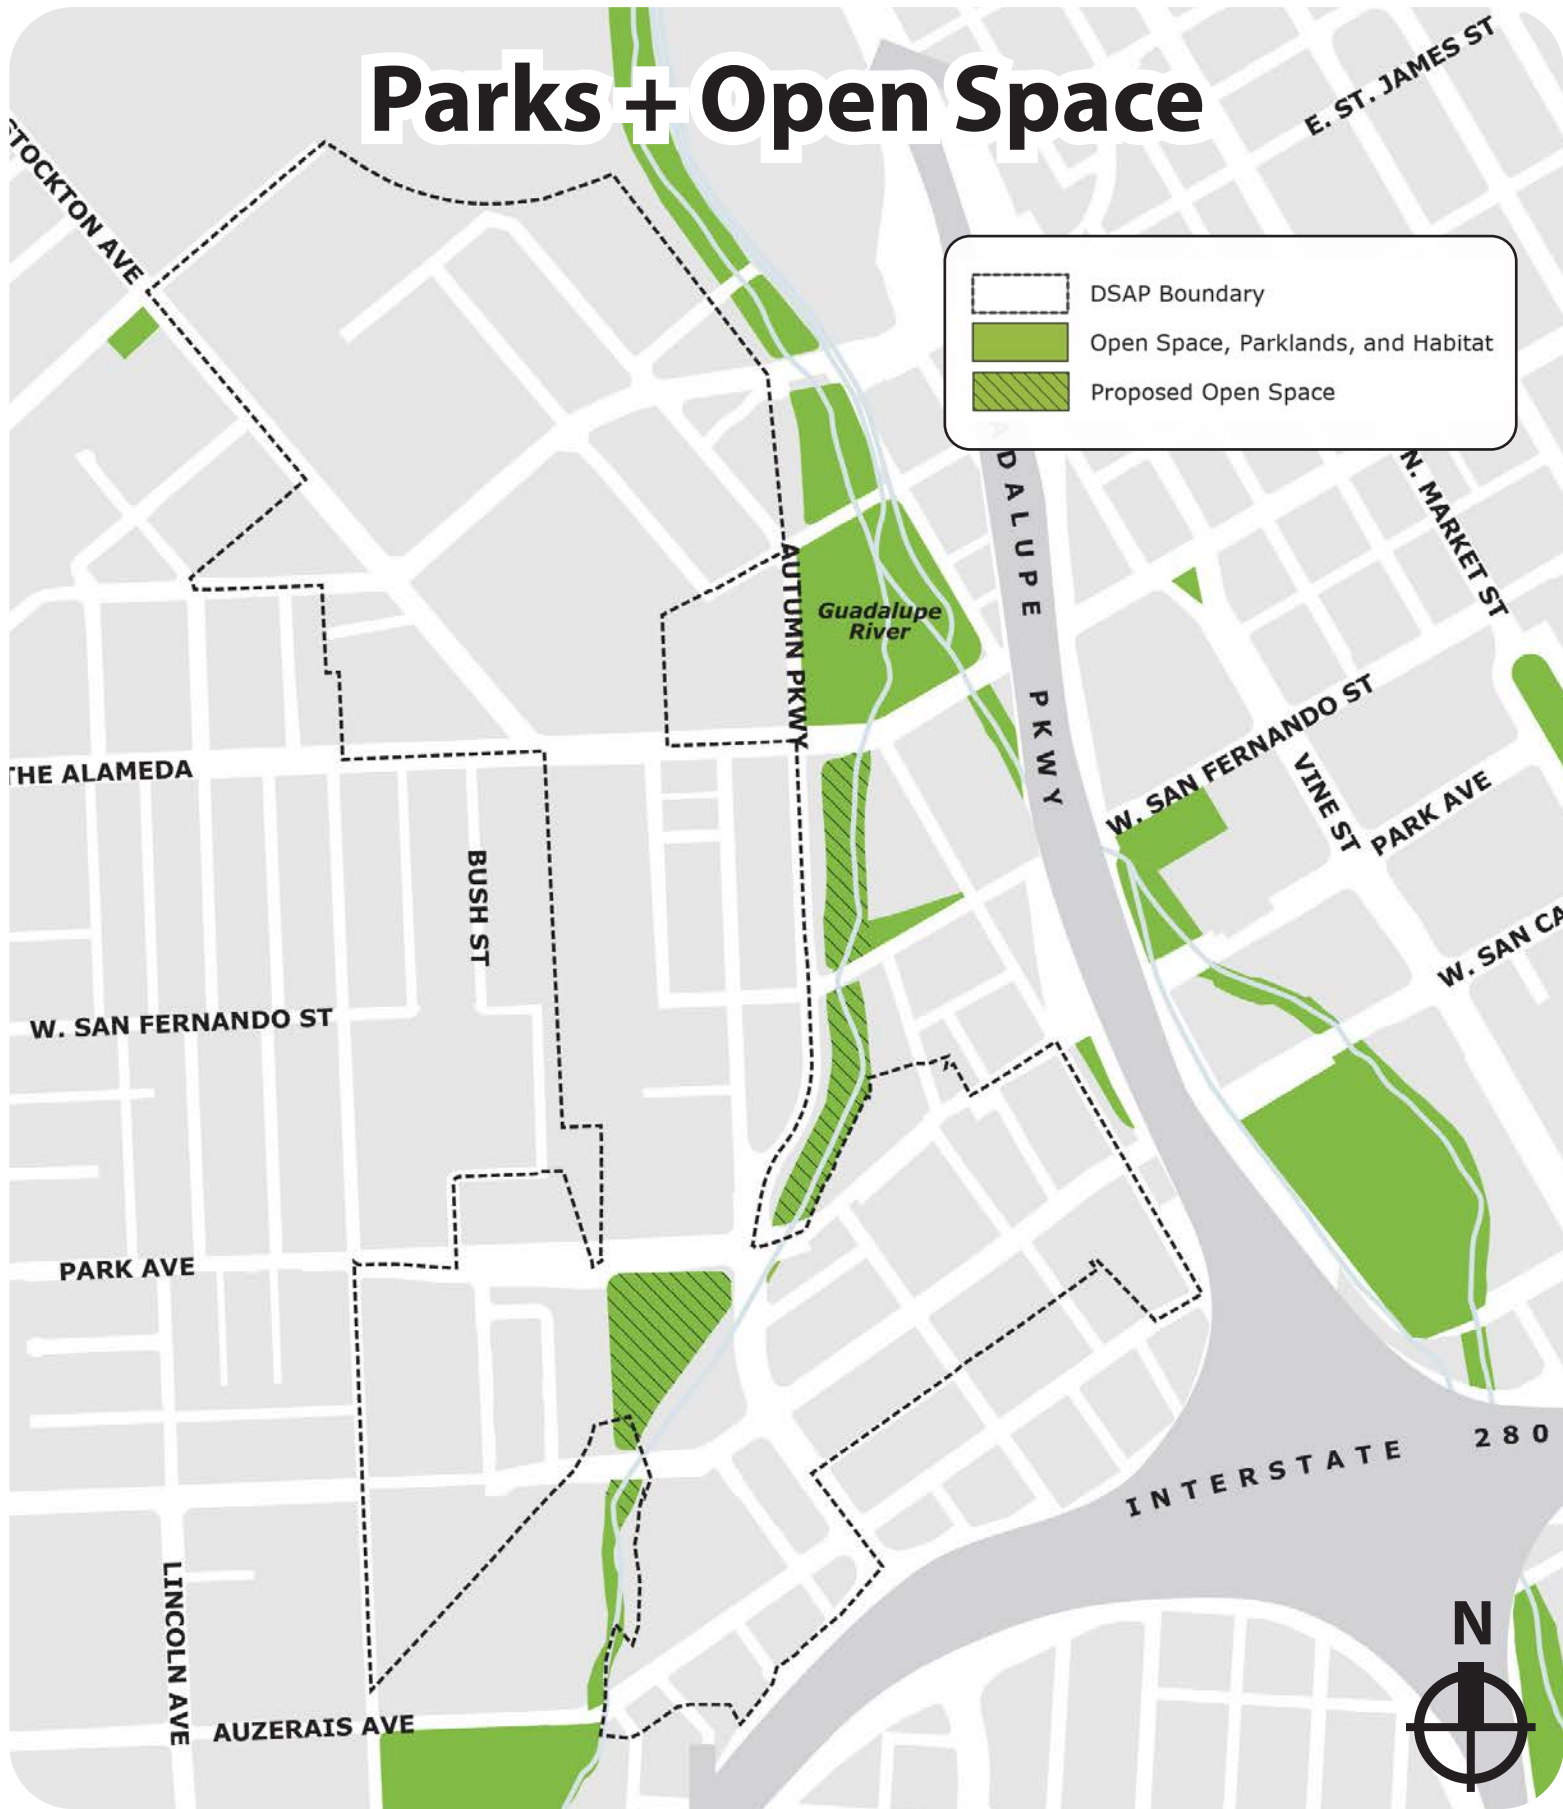 Parks + Open Space
E. ST. JAMES ST
STOCKTON AVE
DSAP Boundary
Open Space, Parklands, and Habitat
Proposed Open Space
ADALUPE PKWY
N. MARKET ST
AUTUMN PKWY
Guadalupe
River
W. SAN FERNANDO ST
THE ALAMEDA
VINE ST
PARK AVE
BUSH ST
W. SAN CA
W. SAN FERNANDO ST
PARK AVE
INTERSTATE 280
LINCOLN AVE
N
AUZERAIS AVE